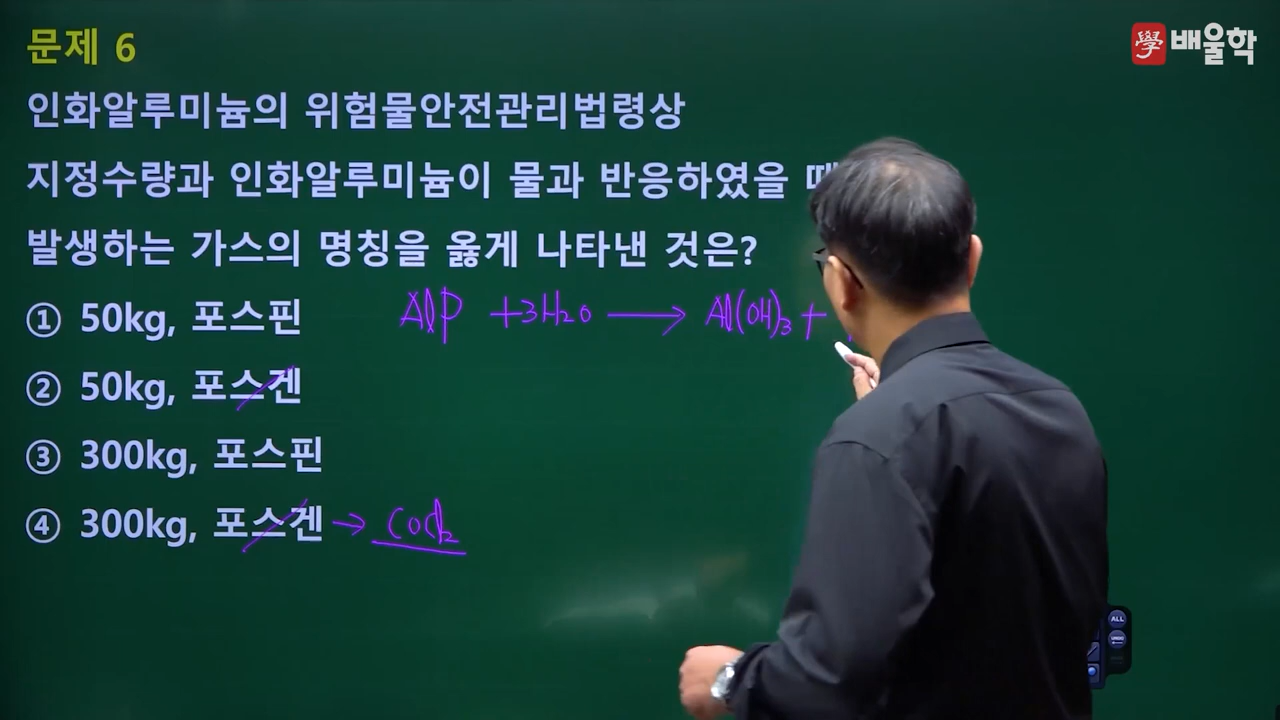 문제 6
學 배울학
인화알루미늄의 위험물안전관리법령상
지정수량과 인화알루미늄이 물과 반응하였을
발생하는 가스의 명칭을 옳게 나타낸 것은?
① 50kg, 포스핀
AlP + 3H₂O → Al(OH)₃ +
② 50kg, 포스겐
③ 300kg, 포스핀
④ 300kg, 포스겐 → COCl₂
ALL
UNDO